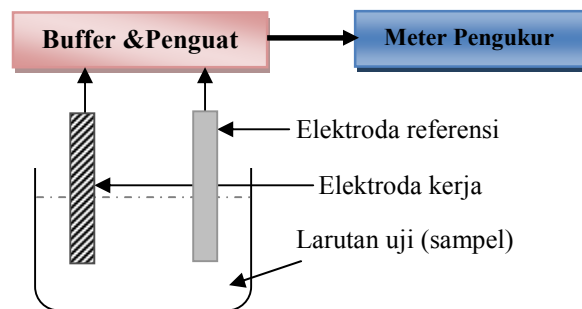 Buffer &Penguat
Meter Pengukur
Elektroda referensi
Elektroda kerja
Larutan uji (sampel)